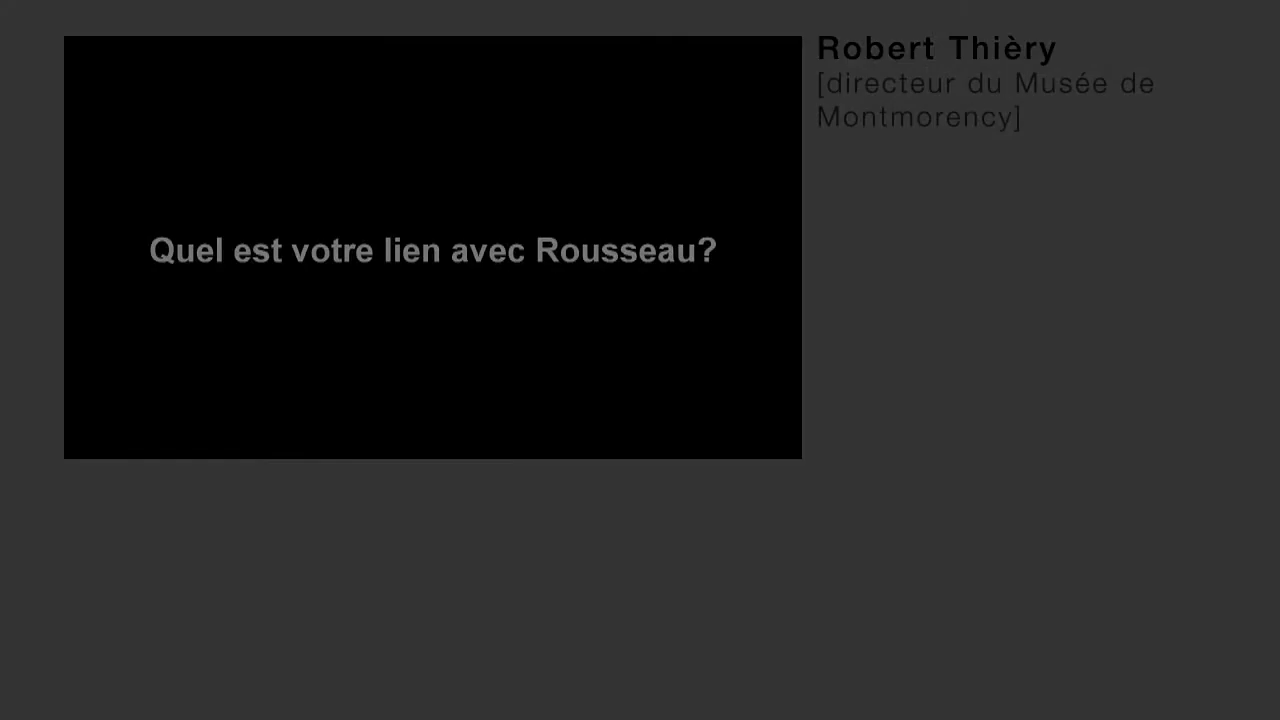 Robert Thièry
[directeur du Musée de
Montmorency]
Quel est votre lien avec Rousseau?